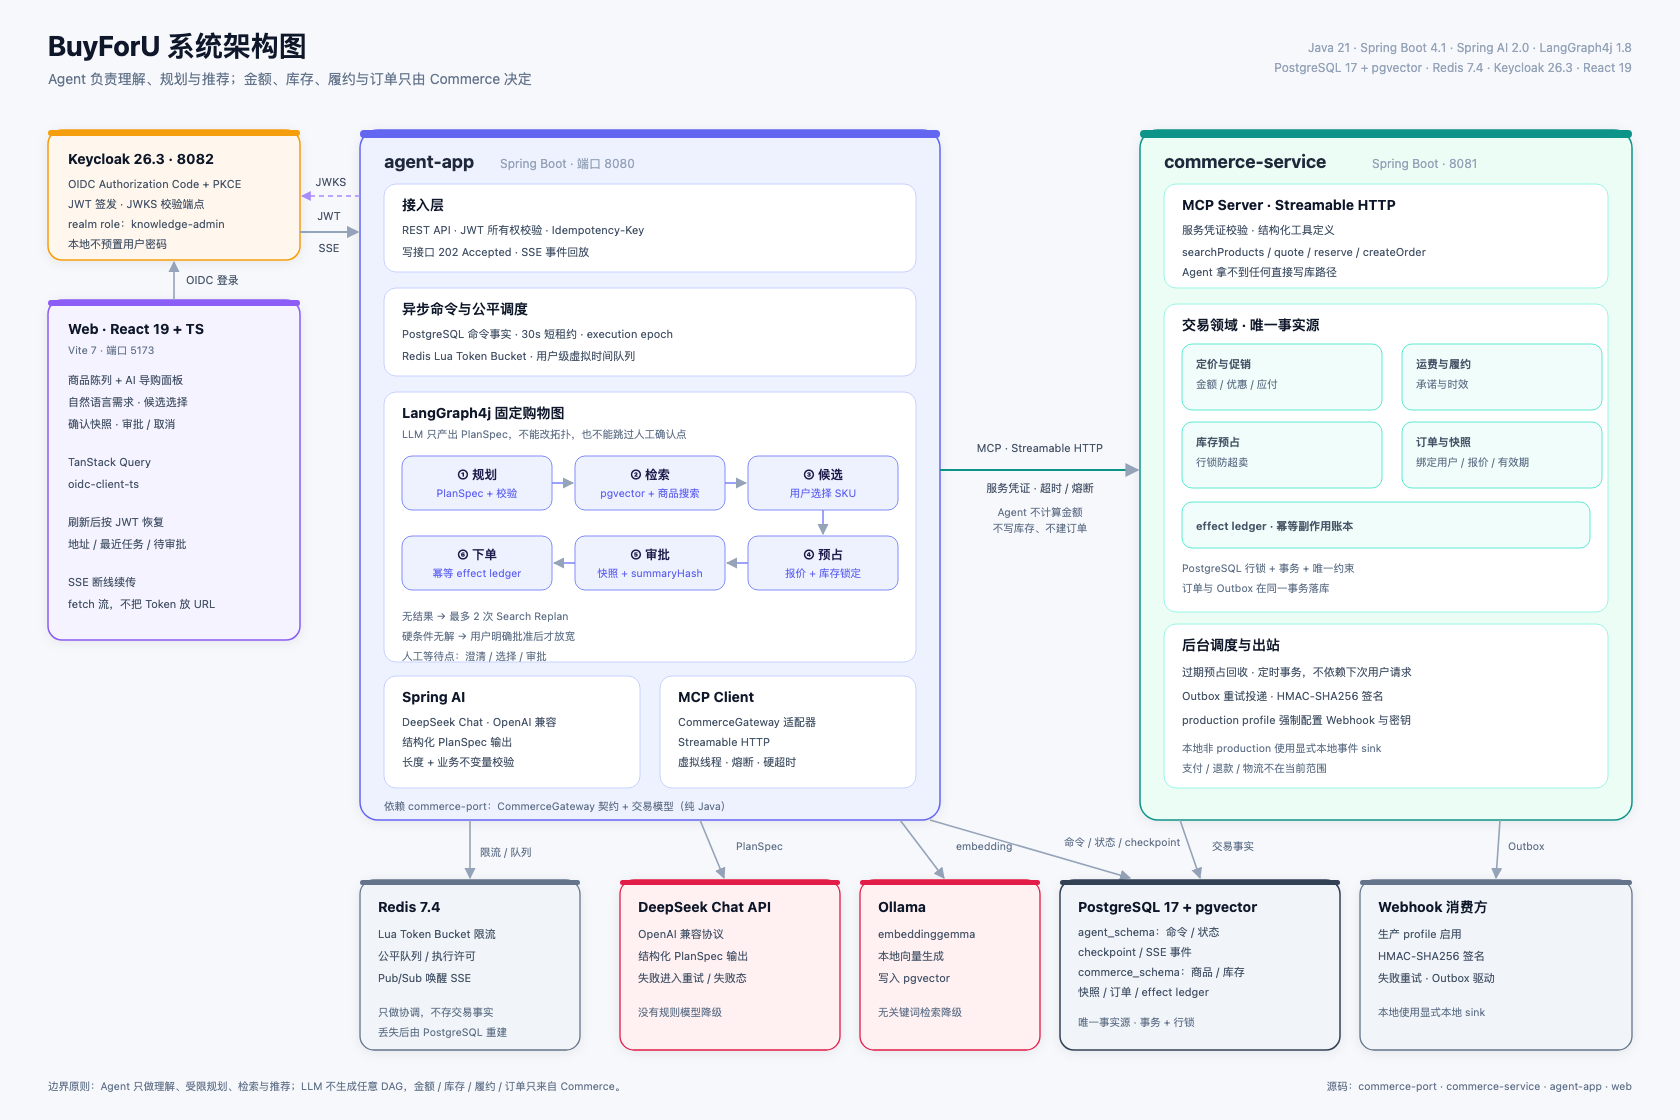 BuyForU 系统架构图
Agent 负责理解、规划与推荐；金额、库存、履约与订单只由 Commerce 决定
Java 21 · Spring Boot 4.1 · Spring AI 2.0 · LangGraph4j 1.8
PostgreSQL 17 + pgvector · Redis 7.4 · Keycloak 26.3 · React 19
Keycloak 26.3 · 8082
OIDC Authorization Code + PKCE
JWT 签发 · JWKS 校验端点
realm role：knowledge-admin
本地不预置用户密码
JWKS
JWT
SSE
OIDC 登录
Web · React 19 + TS
Vite 7 · 端口 5173
商品陈列 + AI 导购面板
自然语言需求 · 候选选择
确认快照 · 审批 / 取消
TanStack Query
oidc-client-ts
刷新后按 JWT 恢复
地址 / 最近任务 / 待审批
SSE 断线续传
fetch 流，不把 Token 放 URL
agent-app
Spring Boot · 端口 8080
接入层
REST API · JWT 所有权校验 · Idempotency-Key
写接口 202 Accepted · SSE 事件回放
异步命令与公平调度
PostgreSQL 命令事实 · 30s 短租约 · execution epoch
Redis Lua Token Bucket · 用户级虚拟时间队列
LangGraph4j 固定购物图
LLM 只产出 PlanSpec，不能改拓扑，也不能跳过人工确认点
① 规划
PlanSpec + 校验
② 检索
pgvector + 商品搜索
③ 候选
用户选择 SKU
⑥ 下单
幂等 effect ledger
⑤ 审批
快照 + summaryHash
④ 预占
报价 + 库存锁定
无结果 → 最多 2 次 Search Replan
硬条件无解 → 用户明确批准后才放宽
人工等待点：澄清 / 选择 / 审批
Spring AI
DeepSeek Chat · OpenAI 兼容
结构化 PlanSpec 输出
长度 + 业务不变量校验
MCP Client
CommerceGateway 适配器
Streamable HTTP
虚拟线程 · 熔断 · 硬超时
依赖 commerce-port：CommerceGateway 契约 + 交易模型（纯 Java）
MCP · Streamable HTTP
服务凭证 · 超时 / 熔断
Agent 不计算金额
不写库存、不建订单
commerce-service
Spring Boot · 8081
MCP Server · Streamable HTTP
服务凭证校验 · 结构化工具定义
searchProducts / quote / reserve / createOrder
Agent 拿不到任何直接写库路径
交易领域 · 唯一事实源
定价与促销
金额 / 优惠 / 应付
运费与履约
承诺与时效
库存预占
行锁防超卖
订单与快照
绑定用户 / 报价 / 有效期
effect ledger · 幂等副作用账本
PostgreSQL 行锁 + 事务 + 唯一约束
订单与 Outbox 在同一事务落库
后台调度与出站
过期预占回收 · 定时事务，不依赖下次用户请求
Outbox 重试投递 · HMAC-SHA256 签名
production profile 强制配置 Webhook 与密钥
本地非 production 使用显式本地事件 sink
支付 / 退款 / 物流不在当前范围
限流 / 队列
PlanSpec
embedding
命令 / 状态 / checkpoint
交易事实
Outbox
Redis 7.4
Lua Token Bucket 限流
公平队列 / 执行许可
Pub/Sub 唤醒 SSE
只做协调，不存交易事实
丢失后由 PostgreSQL 重建
DeepSeek Chat API
OpenAI 兼容协议
结构化 PlanSpec 输出
失败进入重试 / 失败态
没有规则模型降级
Ollama
embeddinggemma
本地向量生成
写入 pgvector
无关键词检索降级
PostgreSQL 17 + pgvector
agent_schema：命令 / 状态
checkpoint / SSE 事件
commerce_schema：商品 / 库存
快照 / 订单 / effect ledger
唯一事实源 · 事务 + 行锁
Webhook 消费方
生产 profile 启用
HMAC-SHA256 签名
失败重试 · Outbox 驱动
本地使用显式本地 sink
边界原则：Agent 只做理解、受限规划、检索与推荐；LLM 不生成任意 DAG，金额 / 库存 / 履约 / 订单只来自 Commerce。
源码：commerce-port · commerce-service · agent-app · web